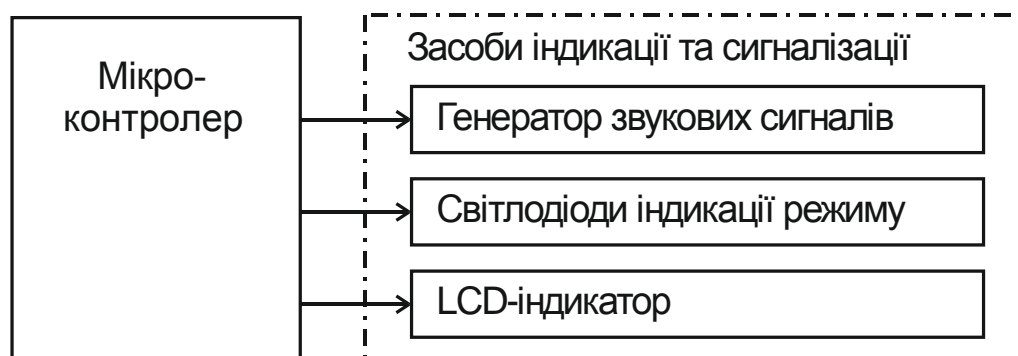 Мікро-
контролер
Засоби індикації та сигналізації
Генератор звукових сигналів
Світлодіоди індикації режиму
LCD-індикатор